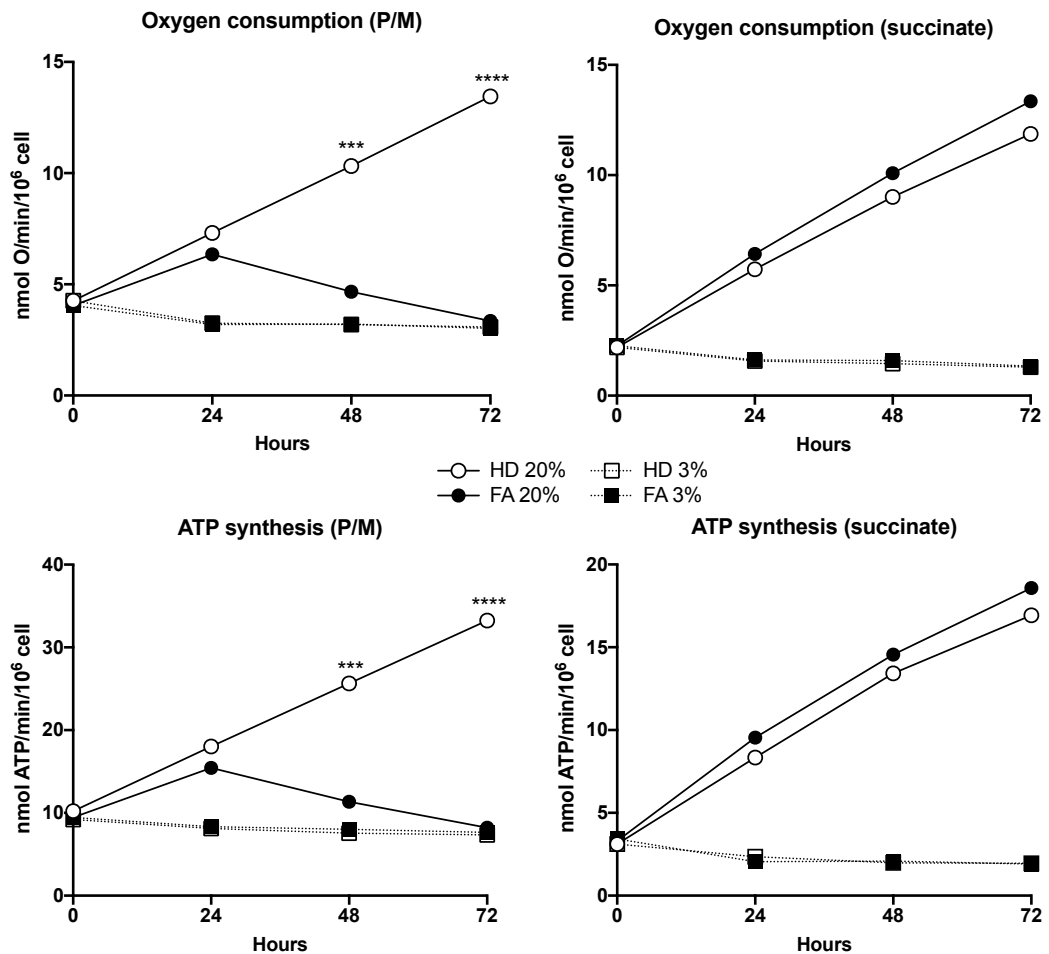 Oxygen consumption (P/M)
nmol O/min/10⁶ cell
15
10
5
0
***
****
0 24 48 72
Hours
Oxygen consumption (succinate)
nmol O/min/10⁶ cell
15
10
5
0
0 24 48 72
Hours
HD 20% HD 3%
FA 20% FA 3%
ATP synthesis (P/M)
nmol ATP/min/10⁶ cell
40
30
20
10
0
***
****
0 24 48 72
Hours
ATP synthesis (succinate)
nmol ATP/min/10⁶ cell
20
15
10
5
0
0 24 48 72
Hours